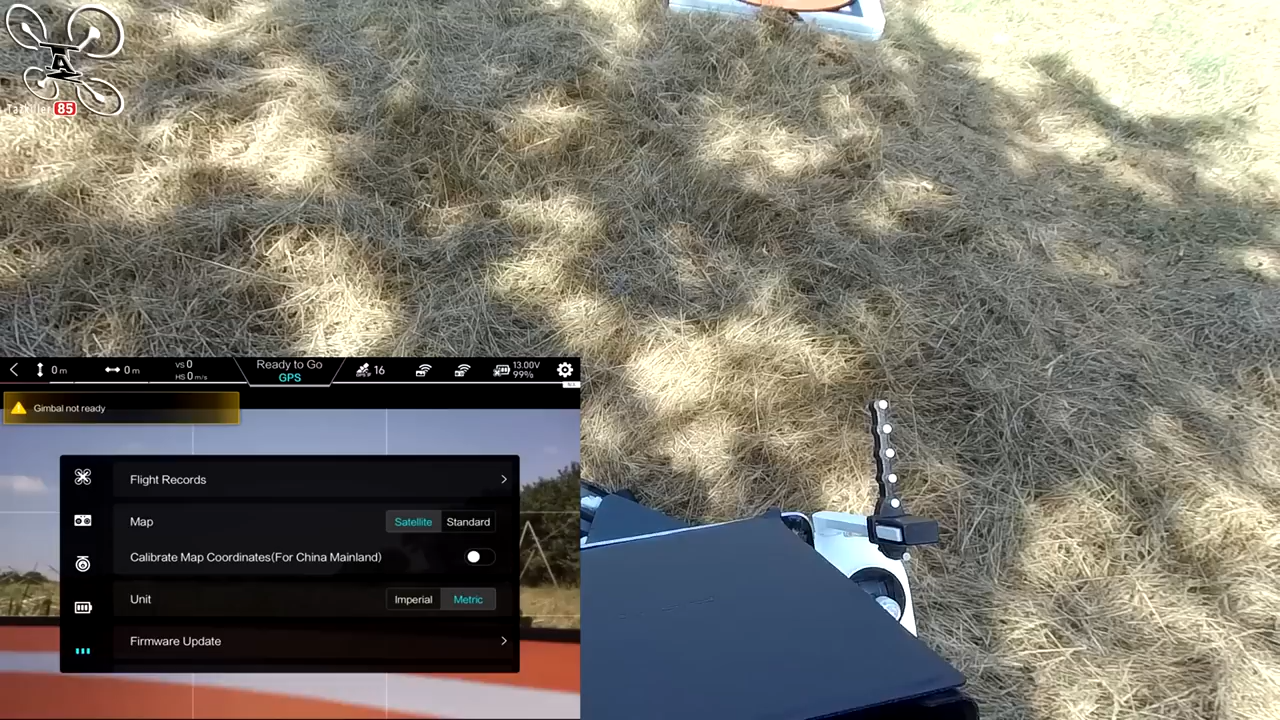 A
85
0 m
0 m
VS 0
HS 0 m/s
Ready to Go
GPS
16
13.00V
99%
Gimbal not ready
Flight Records
Map
Satellite
Standard
Calibrate Map Coordinates(For China Mainland)
Unit
Imperial
Metric
Firmware Update